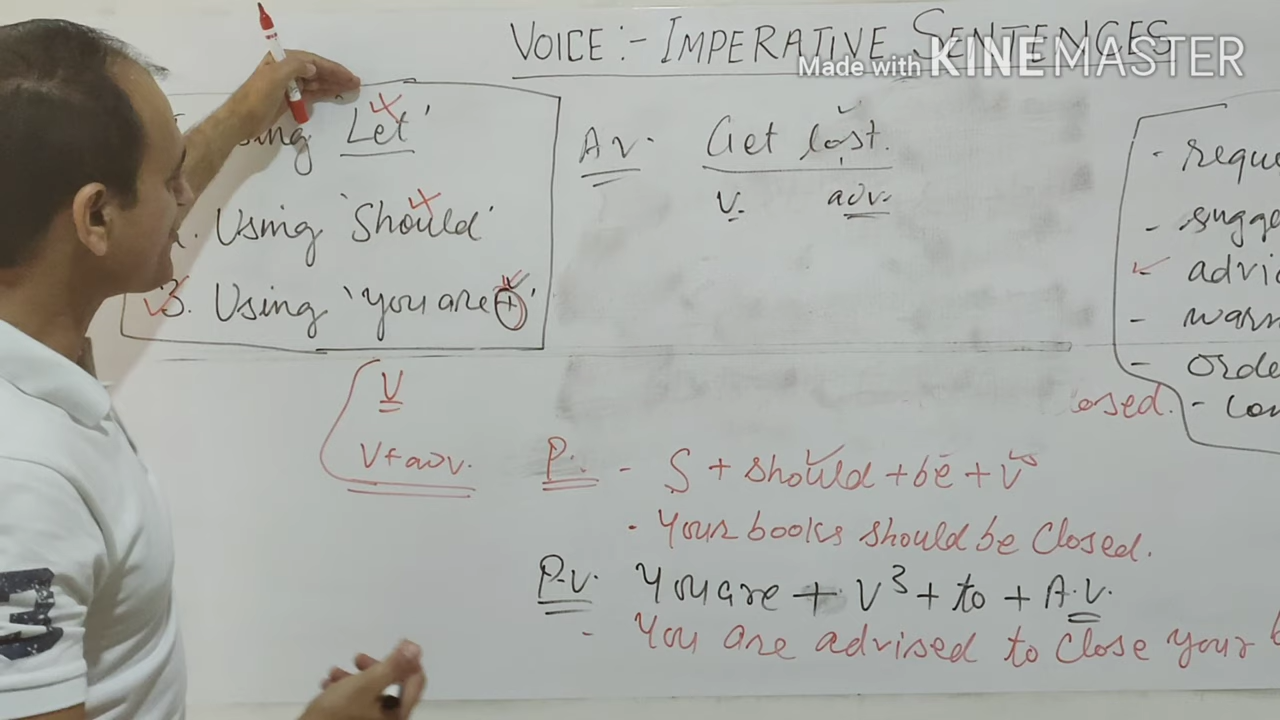 VOICE :- IMPERATIVE SENTENCES
Made with KINEMASTER
Using 'Let'
2. Using 'Should'
3. Using 'you are +'
A.V. Get lost.
V. adv.
- reque
- sugge
- advic
- warn
- orde
- con
osed.
V
V+adv.
P. - S + should + be + V³
- Your books should be closed.
P.V. You are + V³ + to + A.V.
- You are advised to close your b